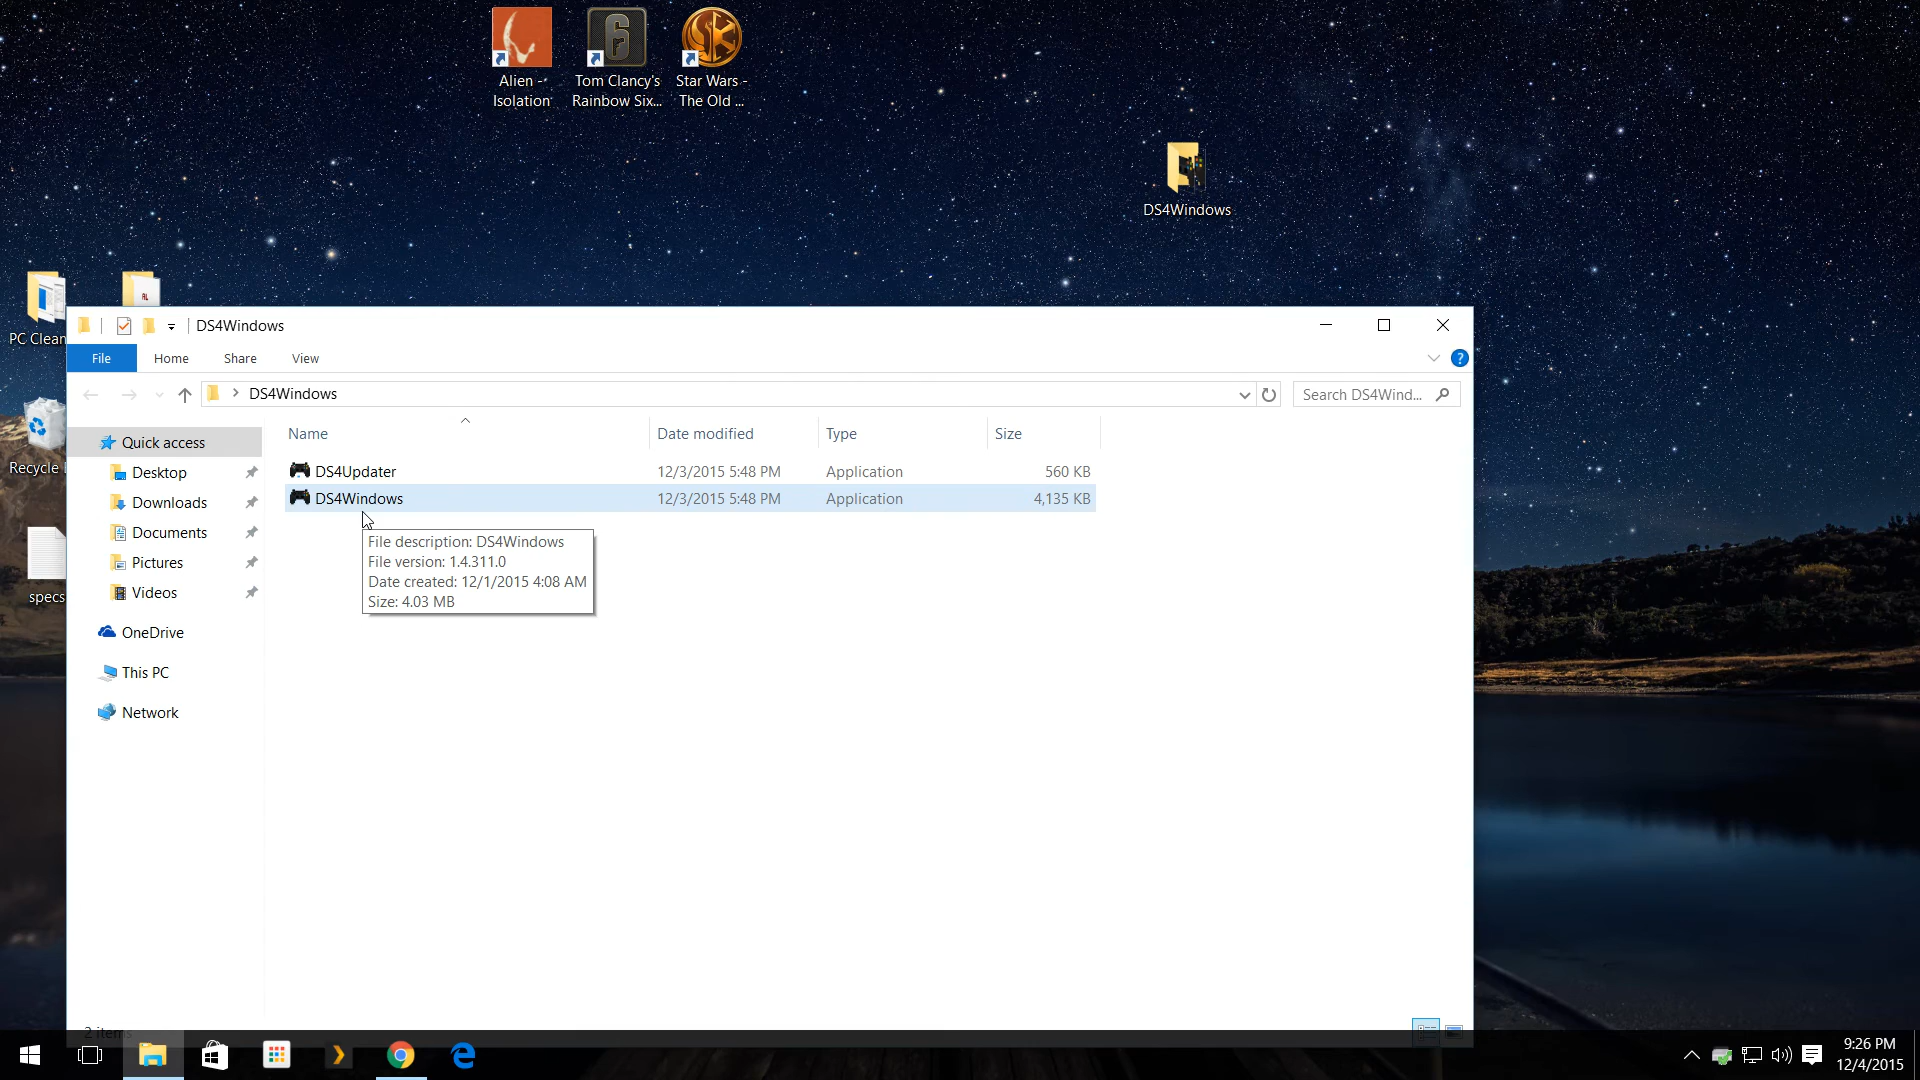 Alien -
Isolation
Tom Clancy's
Rainbow Six...
Star Wars -
The Old ...
DS4Windows
PC Clean
Recycle
specs
DS4Windows
File
Home
Share
View
DS4Windows
Search DS4Wind...
Quick access
Desktop
Downloads
Documents
Pictures
Videos
OneDrive
This PC
Network
Name
Date modified
Type
Size
DS4Updater
12/3/2015 5:48 PM
Application
560 KB
DS4Windows
12/3/2015 5:48 PM
Application
4,135 KB
File description: DS4Windows
File version: 1.4.311.0
Date created: 12/1/2015 4:08 AM
Size: 4.03 MB
2 items
9:26 PM
12/4/2015